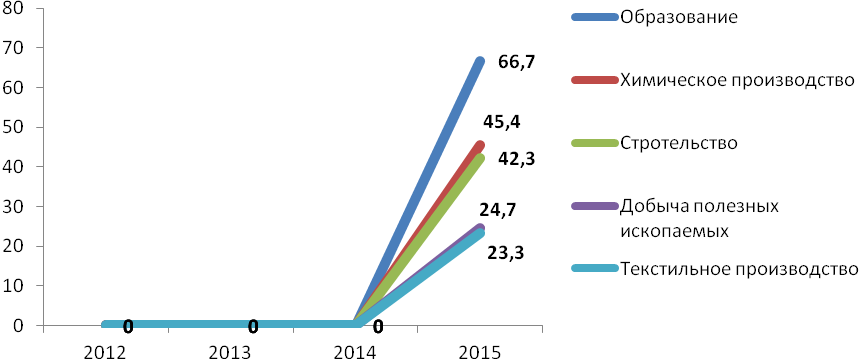 80
70
60
50
40
30
20
10
0
66,7
45,4
42,3
24,7
23,3
0 0 0
2012 2013 2014 2015
Образование
Химическое производство
Стротельство
Добыча полезных
ископаемых
Текстильное производство